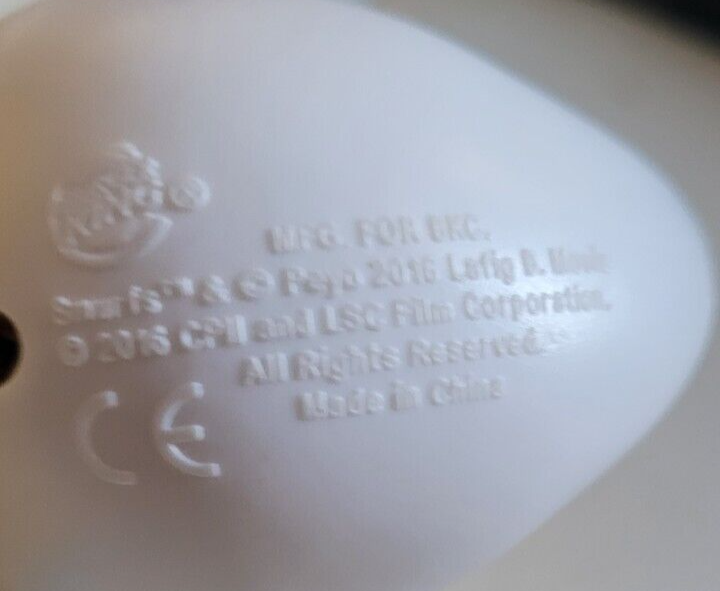 KING
MFG. FOR BKC.
Smurfs™ & © Peyo 2016 Lafig B. Movie
© 2016 CPII and LSC Film Corporation.
All Rights Reserved.
Made in China
CE